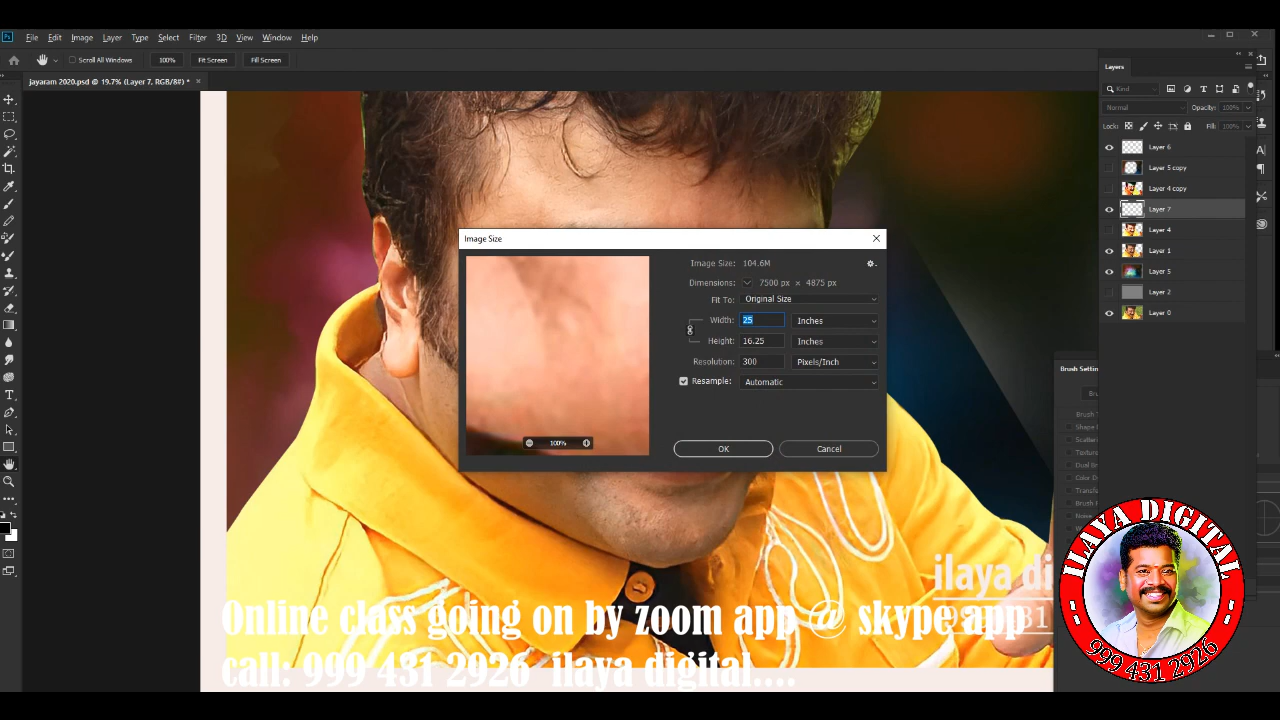 File Edit Image Layer Type Select Filter 3D View Window Help
Scroll All Windows 100% Fit Screen Fill Screen
jayaram 2020.psd @ 19.7% (Layer 7, RGB/8#) *
Layers
Kind
Normal Opacity: 100%
Lock: Fill: 100%
Layer 6
Layer 5 copy
Layer 4 copy
Layer 7
Layer 4
Layer 1
Layer 5
Layer 2
Layer 0
Image Size
Image Size: 104.6M
Dimensions: 7500 px × 4875 px
Fit To: Original Size
Width: 25 Inches
Height: 16.25 Inches
Resolution: 300 Pixels/Inch
Resample: Automatic
100%
OK Cancel
Brush Settin
ilaya di
Online class going on by zoom app @ skype app
call: 999 431 2926 ilaya digital....
ILAYA DIGITAL
999 431 2926